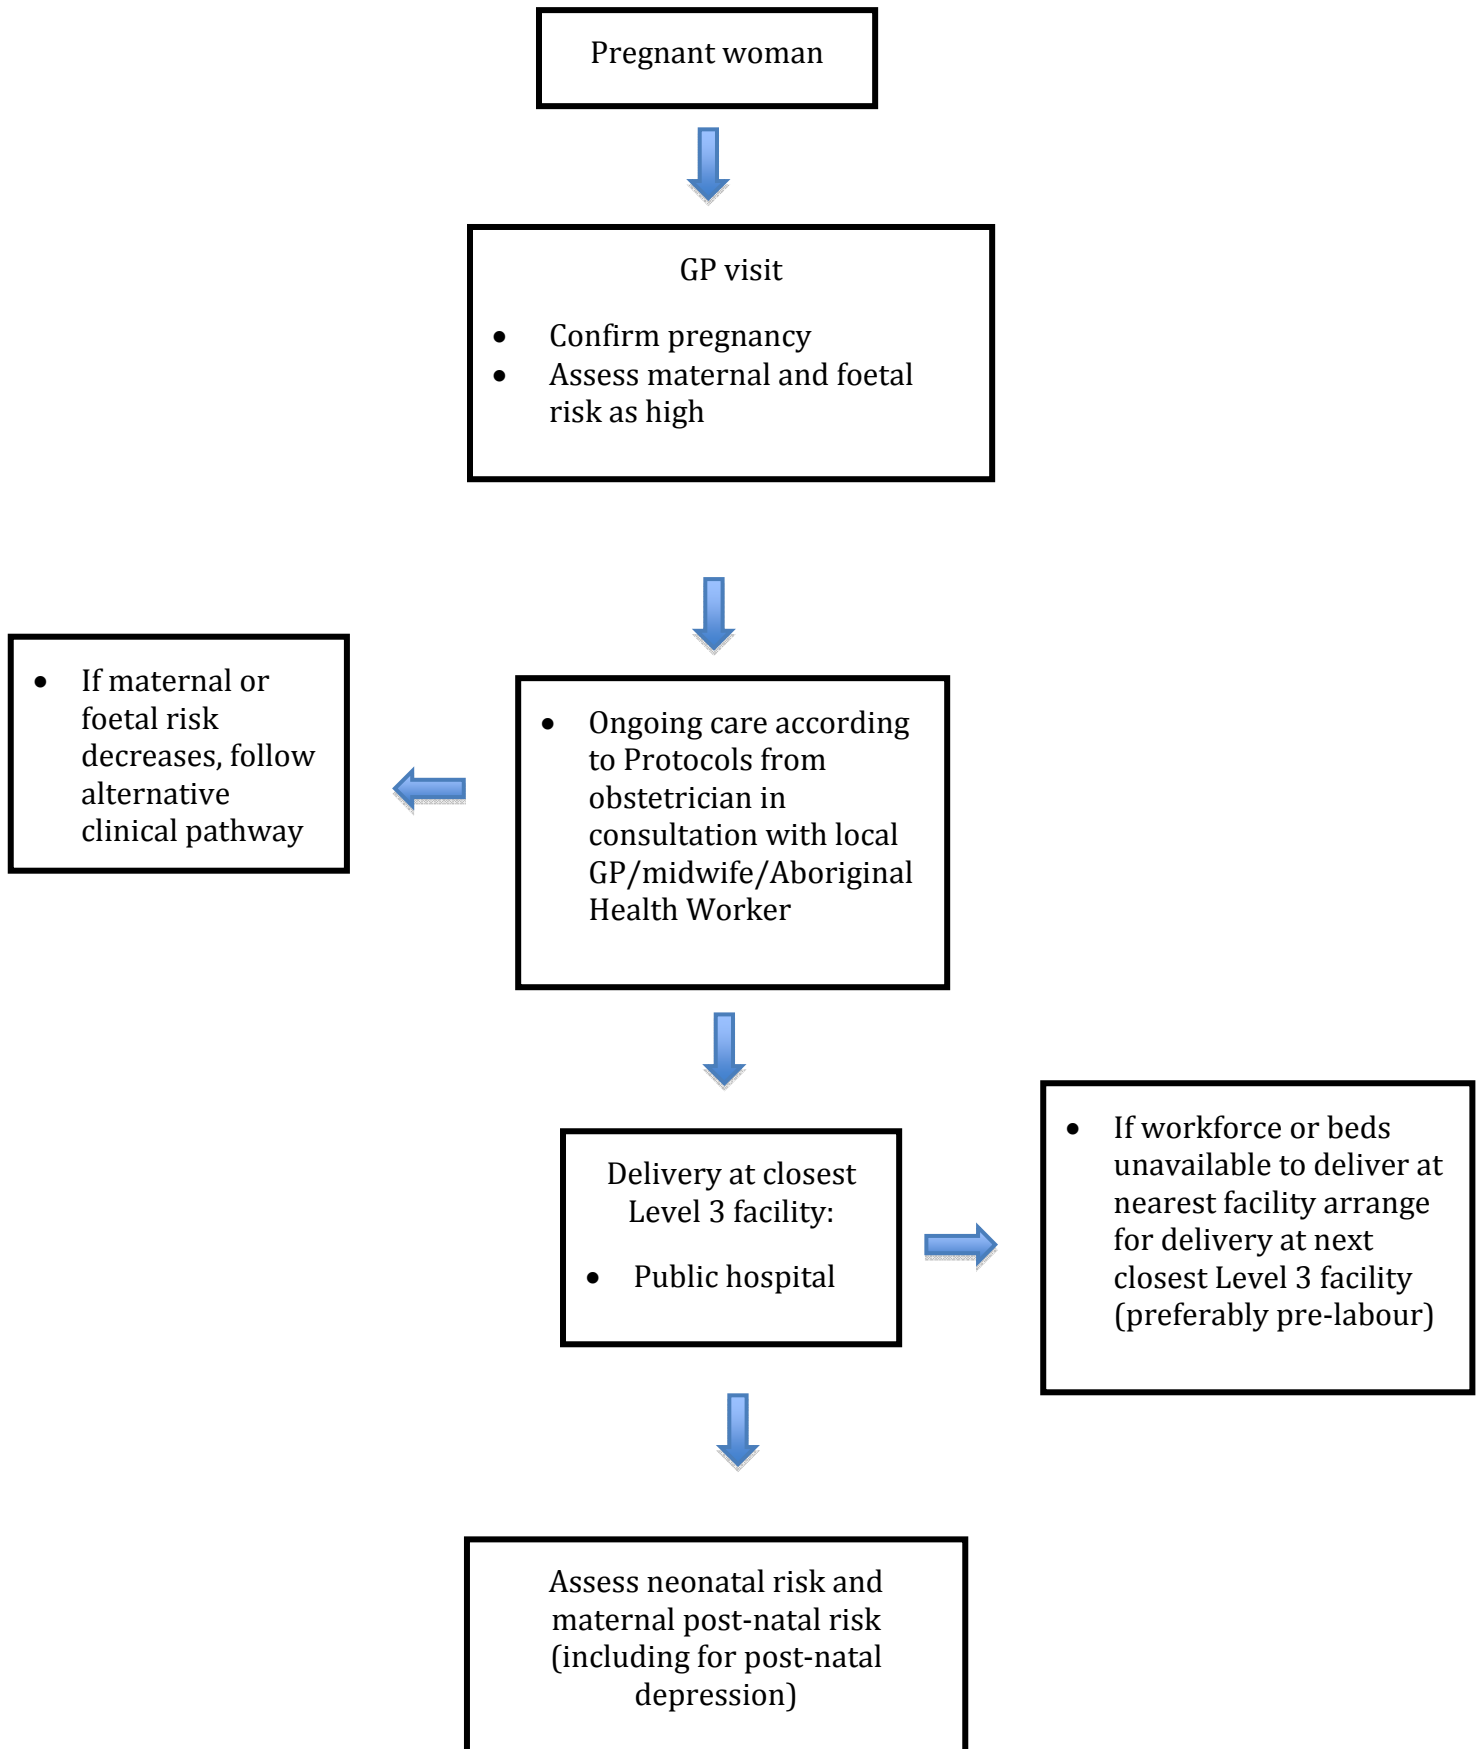 Pregnant woman
GP visit
• Confirm pregnancy
• Assess maternal and foetal
risk as high
• If maternal or
foetal risk
decreases, follow
alternative
clinical pathway
• Ongoing care according
to Protocols from
obstetrician in
consultation with local
GP/midwife/Aboriginal
Health Worker
Delivery at closest
Level 3 facility:
• Public hospital
• If workforce or beds
unavailable to deliver at
nearest facility arrange
for delivery at next
closest Level 3 facility
(preferably pre-labour)
Assess neonatal risk and
maternal post-natal risk
(including for post-natal
depression)